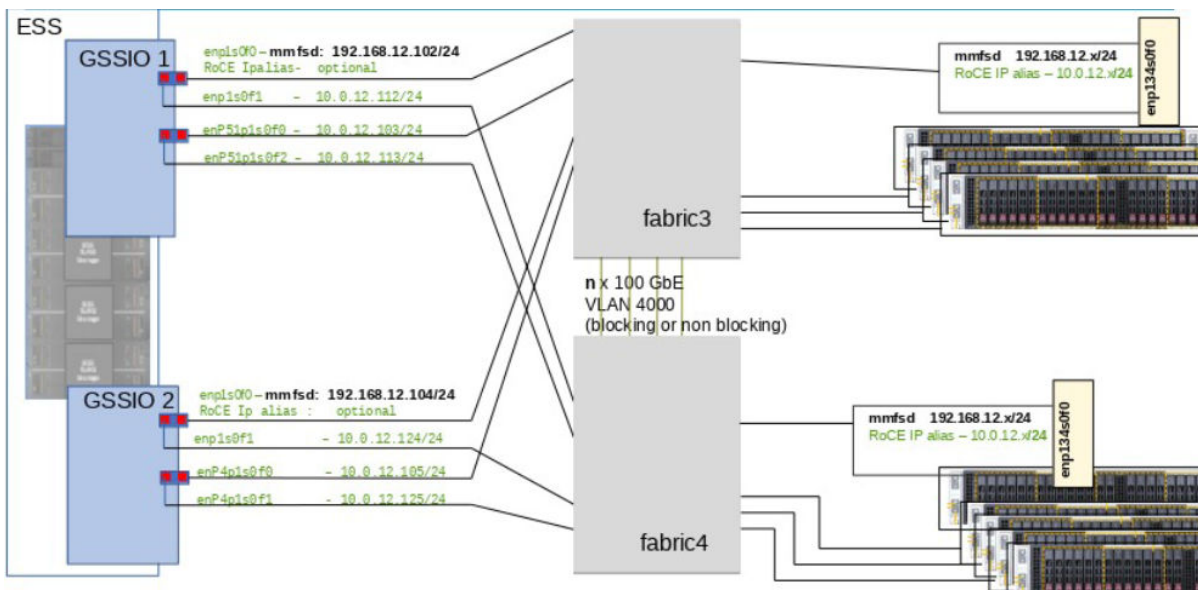 ESS
GSSIO 1
enp1s0f0 – mmfsd: 192.168.12.102/24
RoCE Ipalias- optional
enp1s0f1 - 10.0.12.112/24
enP51p1s0f0 – 10.0.12.103/24
enP51p1s0f2 – 10.0.12.113/24
fabric3
mmfsd 192.168.12.x/24
RoCE IP alias – 10.0.12.x/24
enp134s0f0
n x 100 GbE
VLAN 4000
(blocking or non blocking)
GSSIO 2
enp1s0f0 – mmfsd: 192.168.12.104/24
RoCE Ip alias : optional
enp1s0f1 – 10.0.12.124/24
enP4p1s0f0 – 10.0.12.105/24
enP4p1s0f1 - 10.0.12.125/24
fabric4
mmfsd 192.168.12.x/24
RoCE IP alias – 10.0.12.x/24
enp134s0f0